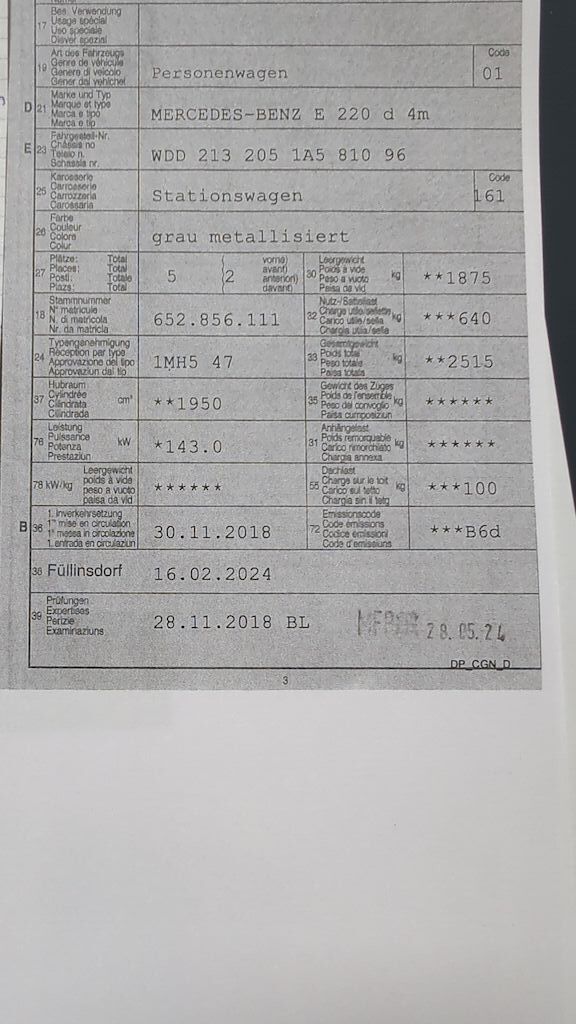 17 Bes. Verwendung
Usage spécial
Uso speciale
Diever spezial
19 Art des Fahrzeugs
Genre de véhicule
Genere di veicolo
Gener dal vehichel
Personenwagen
Code
01
D 21 Marke und Typ
Marque et type
Marca e tipo
Marca e tip
MERCEDES-BENZ E 220 d 4m
E 23 Fahrgestell-Nr.
Châssis no
Telaio n.
Schassis nr.
WDD 213 205 1A5 810 96
25 Karosserie
Carrosserie
Carrozzeria
Carossaria
Stationswagen
Code
161
26 Farbe
Couleur
Colore
Colur
grau metallisiert
27 Plätze: Total
Places: Total
Posti: Totale
Plazs: Total
5
2
vorne)
avant)
anteriori)
davant)
30 Leergewicht
Poids à vide
Peso a vuoto
Paisa da vid
kg
**1875
18 Stammnummer
N° matricule
N. di matricola
Nr. da matricla
652.856.111
32 Nutz-/Sattellast
Charge utile/sellette
Carico utile/sella
Chargia utila/sella
kg
***640
24 Typengenehmigung
Réception par type
Approvazione del tipo
Approvaziun dal tip
1MH5 47
33 Gesamtgewicht
Poids total
Peso totale
Paisa totala
kg
**2515
37 Hubraum
Cylindrée
Cilindrata
Cilindrada
cm³
**1950
35 Gewicht des Zuges
Poids de l'ensemble
Peso del convoglio
Paisa cumposiziun
kg
******
76 Leistung
Puissance
Potenza
Prestaziun
kW
*143.0
31 Anhängelast
Poids remorquable
Carico rimorchiato
Chargia annexa
kg
******
78 kW/kg
Leergewicht
poids à vide
peso a vuoto
paisa da vid
******
55 Dachlast
Charge sur le toit
Carico sul tetto
Chargia sin il tetg
kg
***100
B 36 1. Inverkehrsetzung
1re mise en circulation
1a messa in circolazione
1. entrada en circulaziun
30.11.2018
72 Emissionscode
Code émissions
Codice emissioni
Code d'emissiuns
***B6d
38 Füllinsdorf
16.02.2024
39 Prüfungen
Expertises
Perizie
Examinaziuns
28.11.2018 BL
28.05.24
DP_CGN_D
3